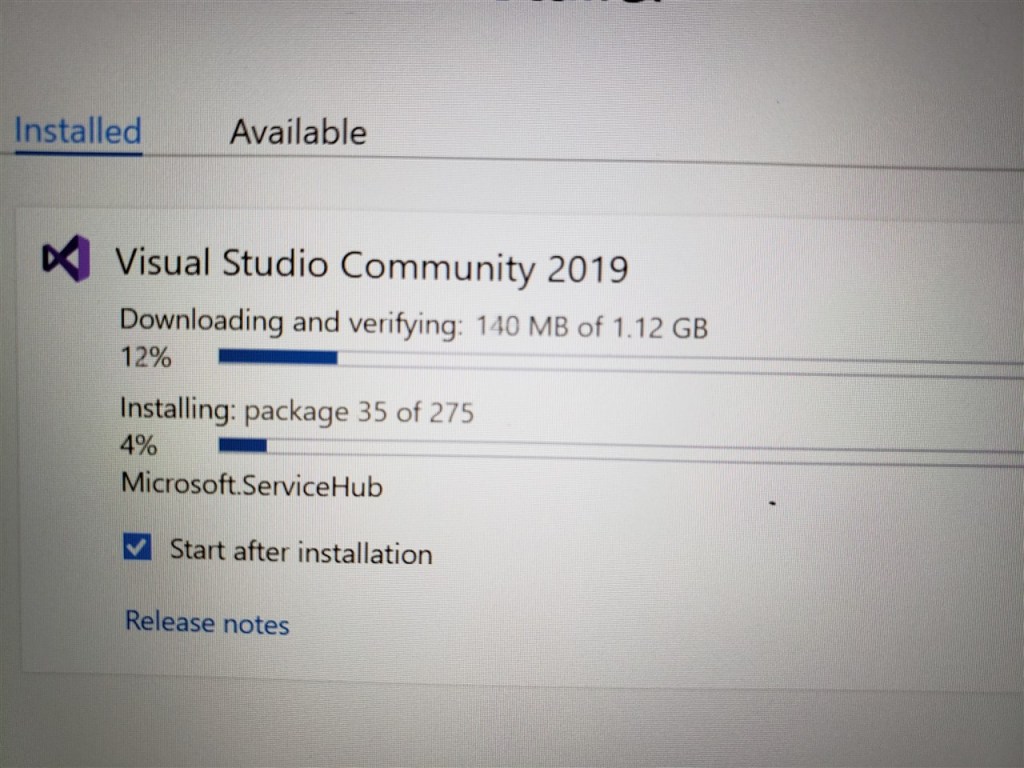 Installed Available
Visual Studio Community 2019
Downloading and verifying: 140 MB of 1.12 GB
12%
Installing: package 35 of 275
4%
Microsoft.ServiceHub
Start after installation
Release notes